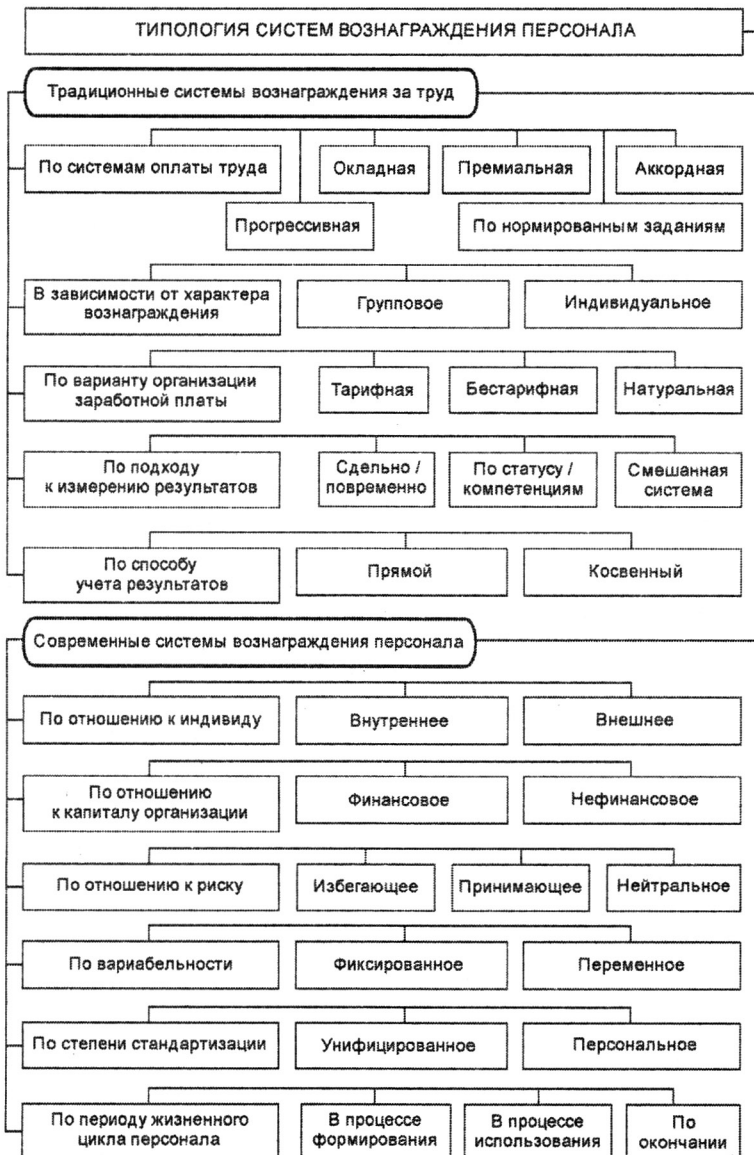 ТИПОЛОГИЯ СИСТЕМ ВОЗНАГРАЖДЕНИЯ ПЕРСОНАЛА
Традиционные системы вознаграждения за труд
По системам оплаты труда
Окладная
Премиальная
Аккордная
Прогрессивная
По нормированным заданиям
В зависимости от характера
вознаграждения
Групповое
Индивидуальное
По варианту организации
заработной платы
Тарифная
Бестарифная
Натуральная
По подходу
к измерению результатов
Сдельно /
повременно
По статусу /
компетенциям
Смешанная
система
По способу
учета результатов
Прямой
Косвенный
Современные системы вознаграждения персонала
По отношению к индивиду
Внутреннее
Внешнее
По отношению
к капиталу организации
Финансовое
Нефинансовое
По отношению к риску
Избегающее
Принимающее
Нейтральное
По вариабельности
Фиксированное
Переменное
По степени стандартизации
Унифицированное
Персональное
По периоду жизненного
цикла персонала
В процессе
формирования
В процессе
использования
По
окончании